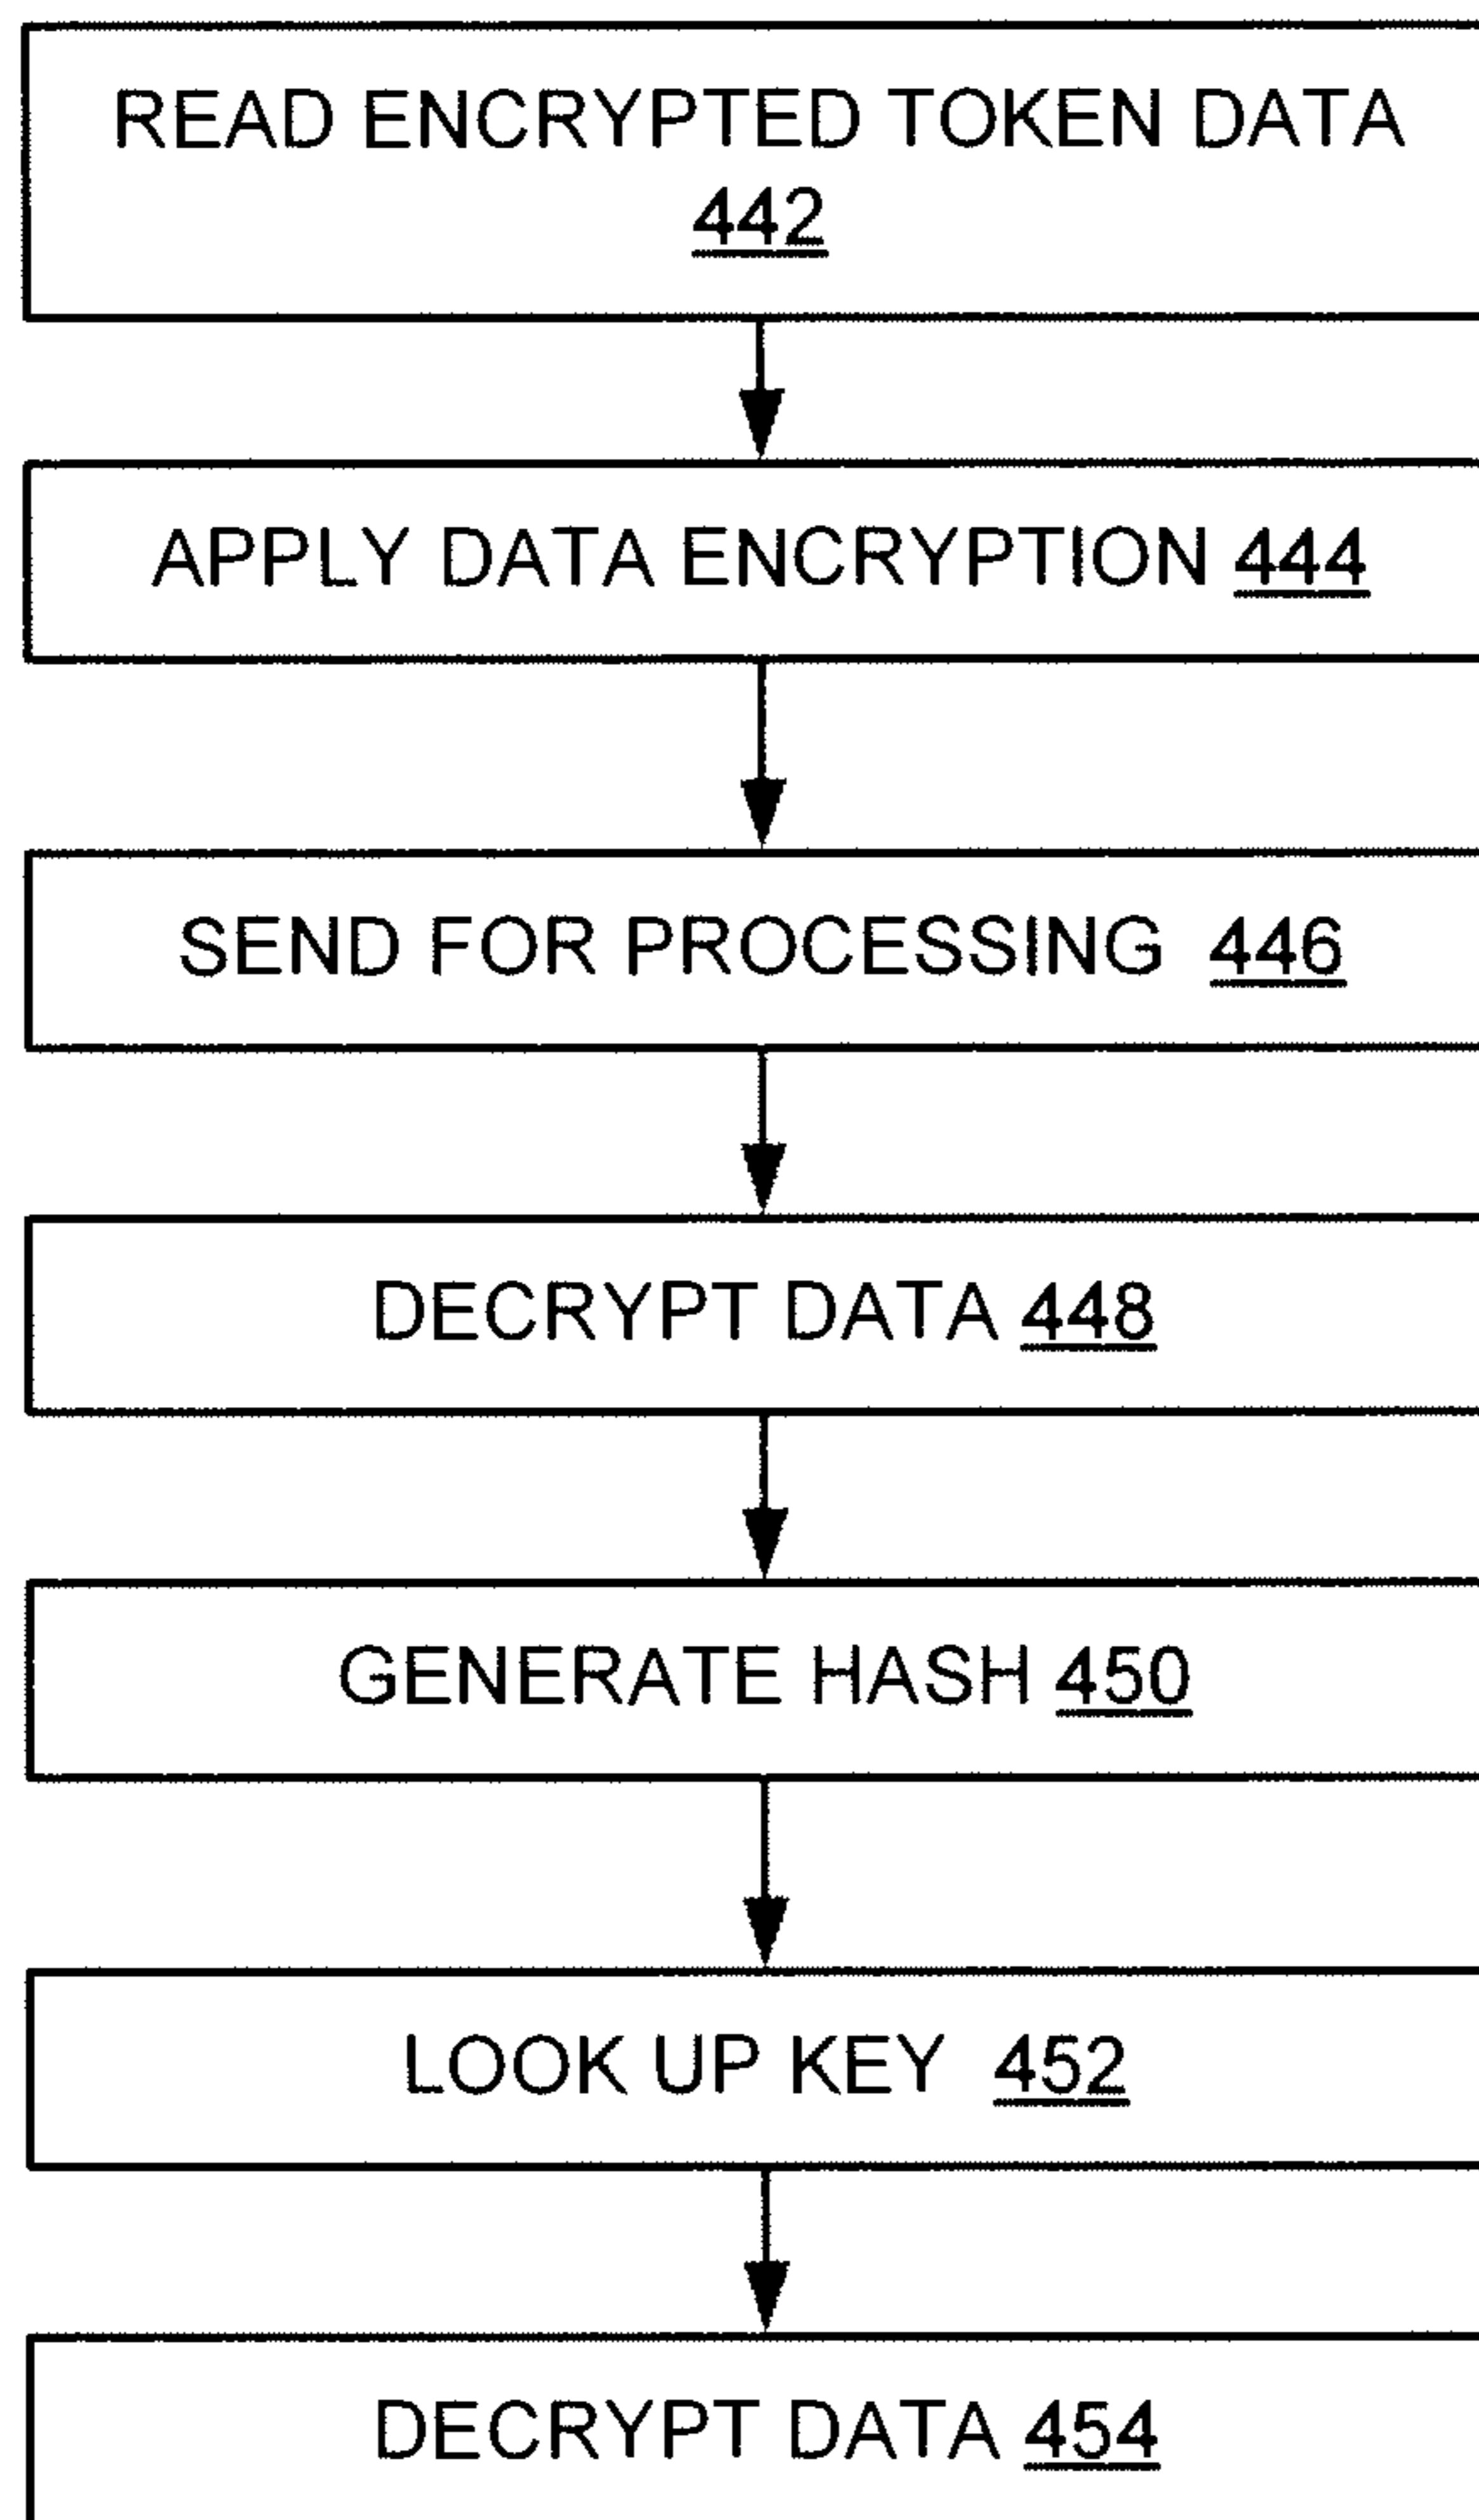 READ ENCRYPTED TOKEN DATA
442
APPLY DATA ENCRYPTION 444
SEND FOR PROCESSING 446
DECRYPT DATA 448
GENERATE HASH 450
LOOK UP KEY 452
DECRYPT DATA 454